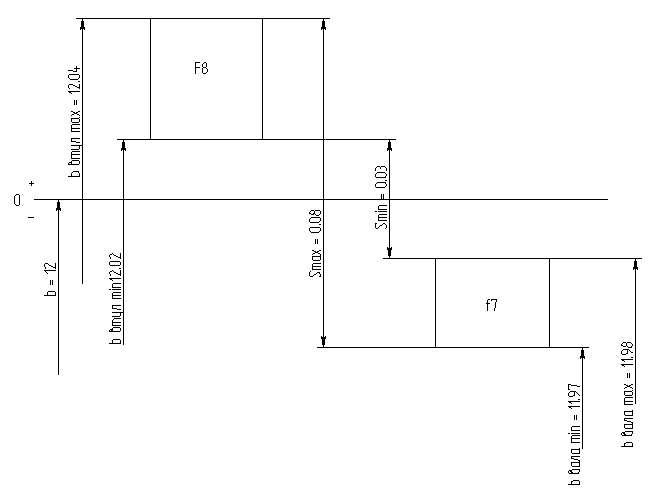 F8
b втул max = 12.04
+
0
−
b = 12
b втул min12.02
Smax = 0.08
Smin = 0.03
f7
b вала min = 11.97
b вала max = 11.98